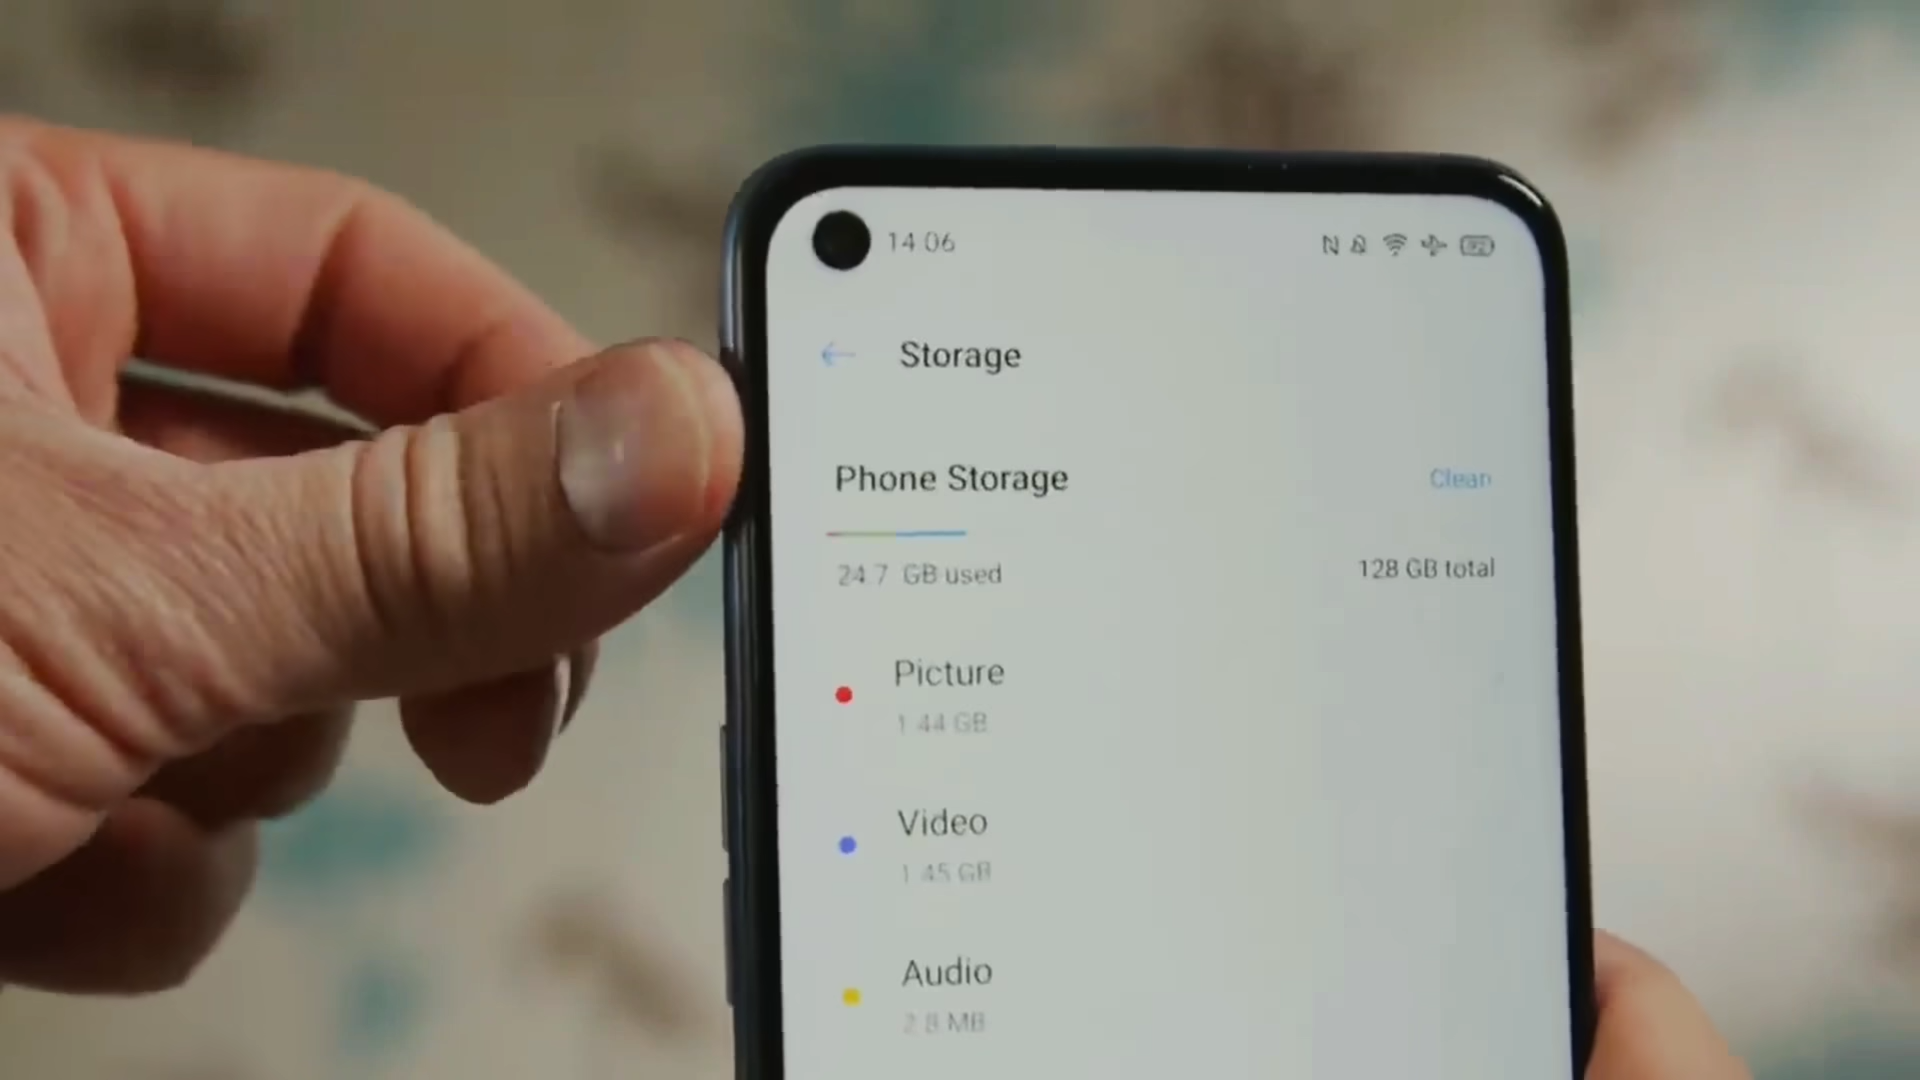 14:06
Storage
Phone Storage
Clean
24.7 GB used
128 GB total
Picture
1.44 GB
Video
1.45 GB
Audio
2.8 MB